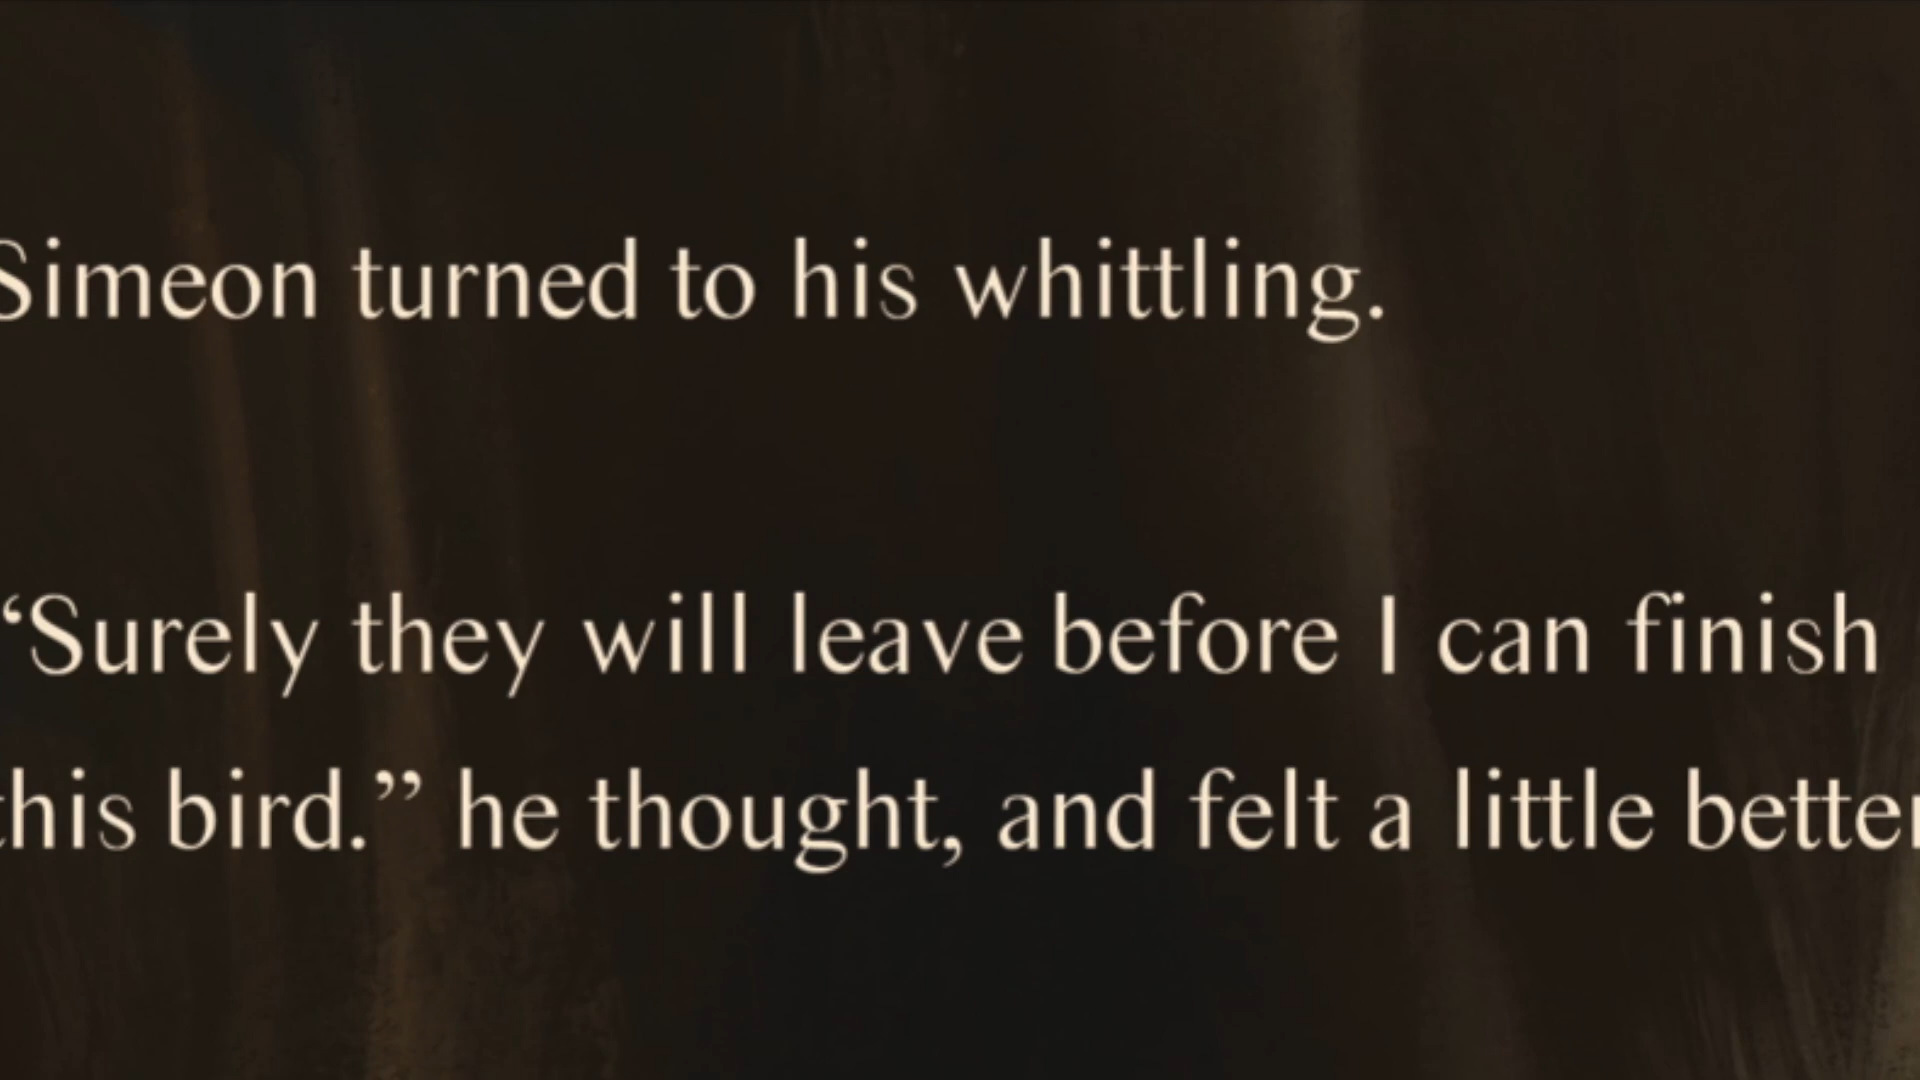 Simeon turned to his whittling.
“Surely they will leave before I can finish
this bird.” he thought, and felt a little better